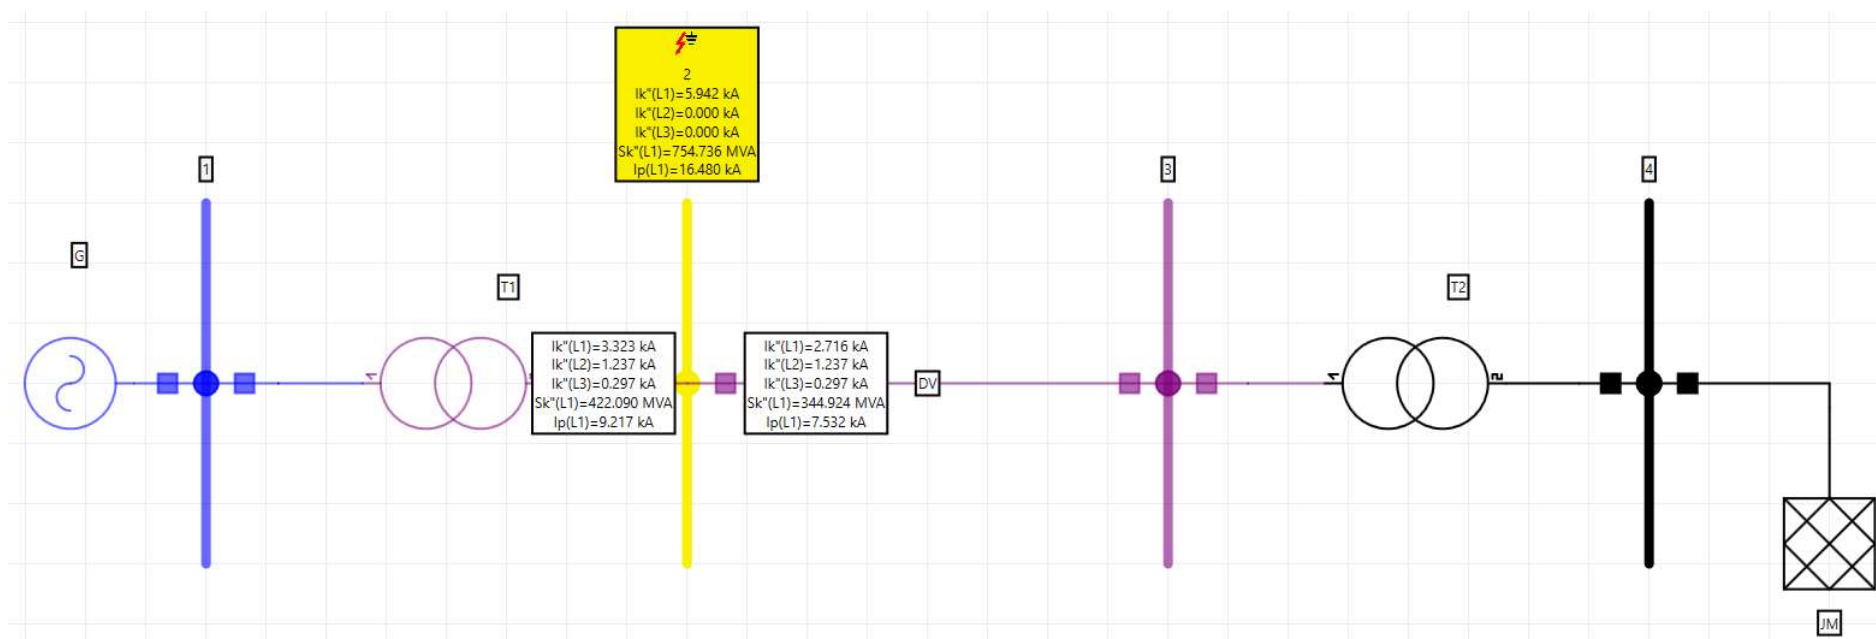 2
Ik"(L1)=5.942 kA
Ik"(L2)=0.000 kA
Ik"(L3)=0.000 kA
Sk"(L1)=754.736 MVA
Ip(L1)=16.480 kA
1
3
4
G
T1
T2
1
Ik"(L1)=3.323 kA
Ik"(L2)=1.237 kA
Ik"(L3)=0.297 kA
Sk"(L1)=422.090 MVA
Ip(L1)=9.217 kA
Ik"(L1)=2.716 kA
Ik"(L2)=1.237 kA
Ik"(L3)=0.297 kA
Sk"(L1)=344.924 MVA
Ip(L1)=7.532 kA
DV
1
2
JM